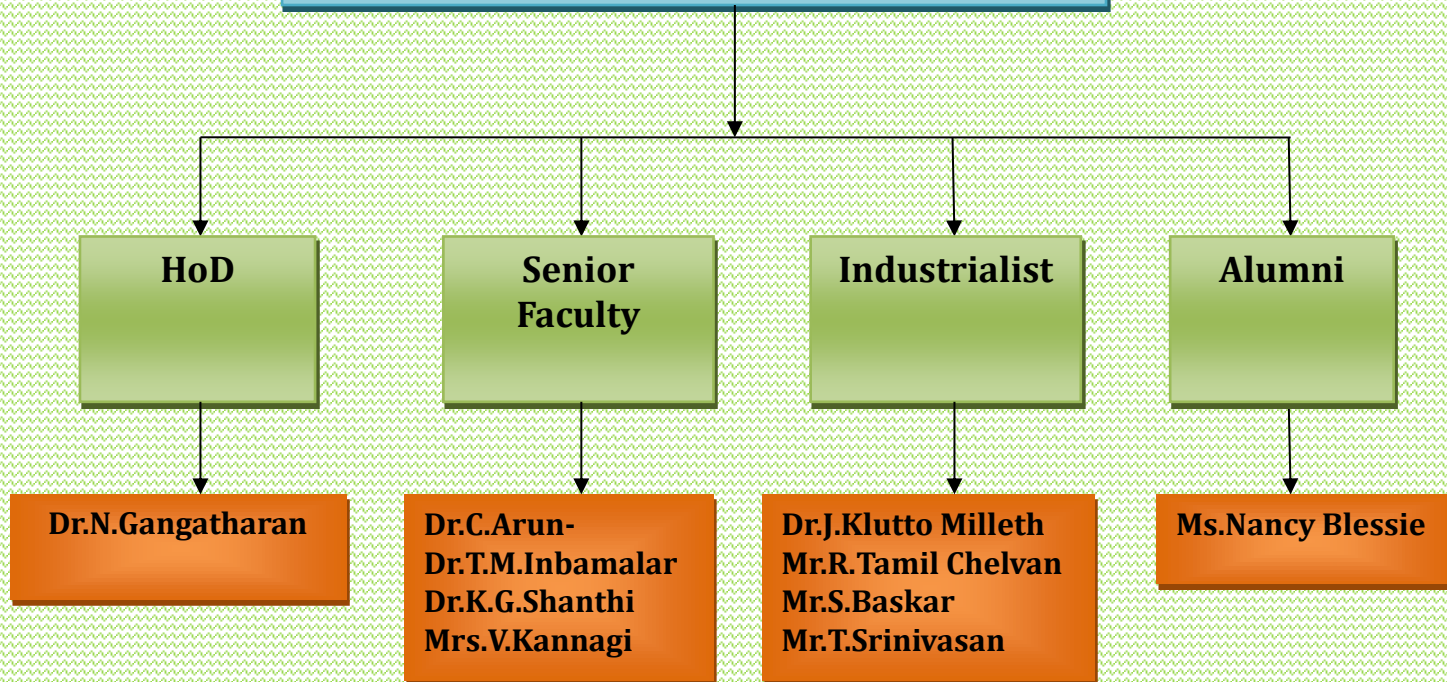 HoD
Senior
Faculty
Industrialist
Alumni
Dr.N.Gangatharan
Dr.C.Arun-
Dr.T.M.Inbamalar
Dr.K.G.Shanthi
Mrs.V.Kannagi
Dr.J.Klutto Milleth
Mr.R.Tamil Chelvan
Mr.S.Baskar
Mr.T.Srinivasan
Ms.Nancy Blessie